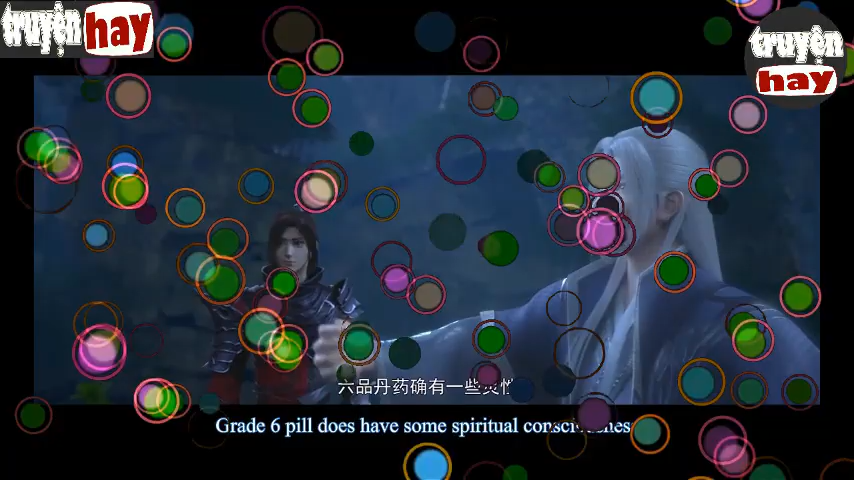 truyện hay
truyện
hay
六品丹药确有一些灵
Grade 6 pill does have some spiritual